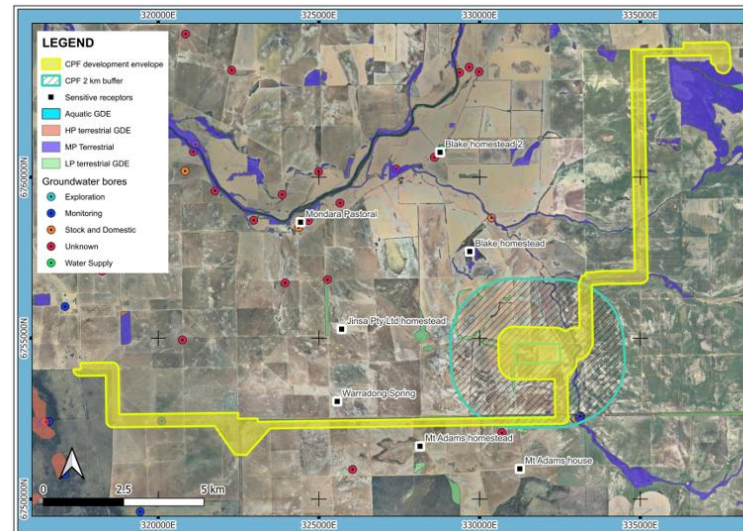 320000E 325000E 330000E 335000E
LEGEND
CPF development envelope
CPF 2 km buffer
Sensitive receptors
Aquatic GDE
HP terrestrial GDE
MP Terrestrial
LP terrestrial GDE
Groundwater bores
Exploration
Monitoring
Stock and Domestic
Unknown
Water Supply
Blake homestead 2
6760000N 6760000N
Mondara Pastoral
Blake homestead
Jinsa Pty Ltd homestead
6755000N 6755000N
Warradong Spring
Mt Adams homestead
Mt Adams house
6750000N 6750000N
0 2.5 5 km
320000E 325000E 330000E 335000E